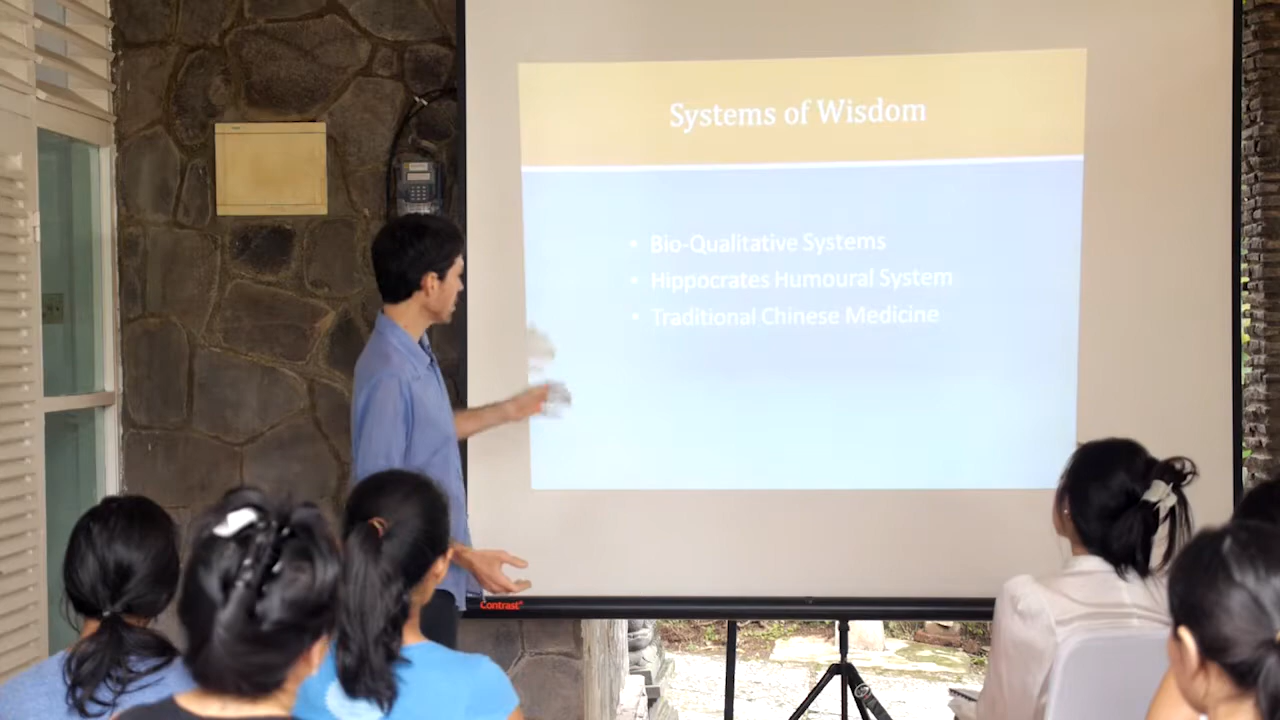 Systems of Wisdom
▪ Bio-Qualitative Systems
▪ Hippocrates Humoural System
▪ Traditional Chinese Medicine
Contrast®